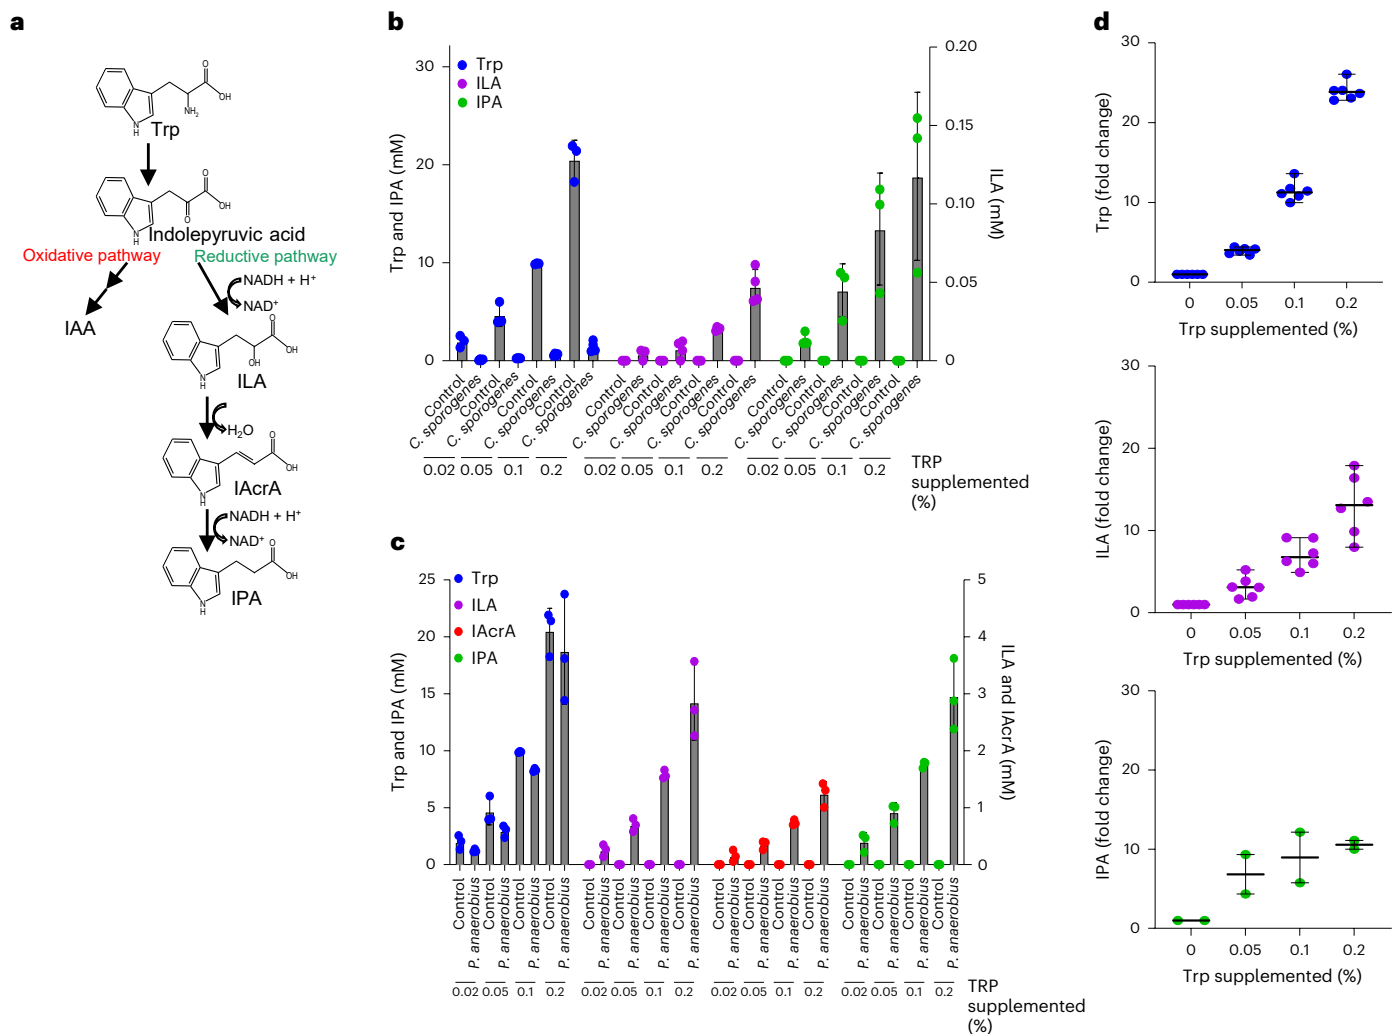 a
O
OH
NH₂
N
H
Trp
O
OH
O
N
H
Indolepyruvic acid
Oxidative pathway
Reductive pathway
NADH + H⁺
NAD⁺
IAA
O
OH
OH
N
H
ILA
H₂O
O
OH
N
H
IAcrA
NADH + H⁺
NAD⁺
O
OH
N
H
IPA
b
Trp
ILA
IPA
Trp and IPA (mM)
30
20
10
0
ILA (mM)
0.20
0.15
0.10
0.05
0
Control
C. sporogenes
Control
C. sporogenes
Control
C. sporogenes
Control
C. sporogenes
Control
C. sporogenes
Control
C. sporogenes
Control
C. sporogenes
Control
C. sporogenes
Control
C. sporogenes
Control
C. sporogenes
Control
C. sporogenes
Control
C. sporogenes
0.02 0.05 0.1 0.2 0.02 0.05 0.1 0.2 0.02 0.05 0.1 0.2
TRP
supplemented
(%)
c
Trp
ILA
IAcrA
IPA
Trp and IPA (mM)
25
20
15
10
5
0
ILA and IAcrA (mM)
5
4
3
2
1
0
Control
P. anaerobius
Control
P. anaerobius
Control
P. anaerobius
Control
P. anaerobius
Control
P. anaerobius
Control
P. anaerobius
Control
P. anaerobius
Control
P. anaerobius
Control
P. anaerobius
Control
P. anaerobius
Control
P. anaerobius
Control
P. anaerobius
Control
P. anaerobius
Control
P. anaerobius
Control
P. anaerobius
Control
P. anaerobius
0.02 0.05 0.1 0.2 0.02 0.05 0.1 0.2 0.02 0.05 0.1 0.2 0.02 0.05 0.1 0.2
TRP
supplemented
(%)
d
Trp (fold change)
30
20
10
0
0 0.05 0.1 0.2
Trp supplemented (%)
ILA (fold change)
30
20
10
0
0 0.05 0.1 0.2
Trp supplemented (%)
IPA (fold change)
30
20
10
0
0 0.05 0.1 0.2
Trp supplemented (%)